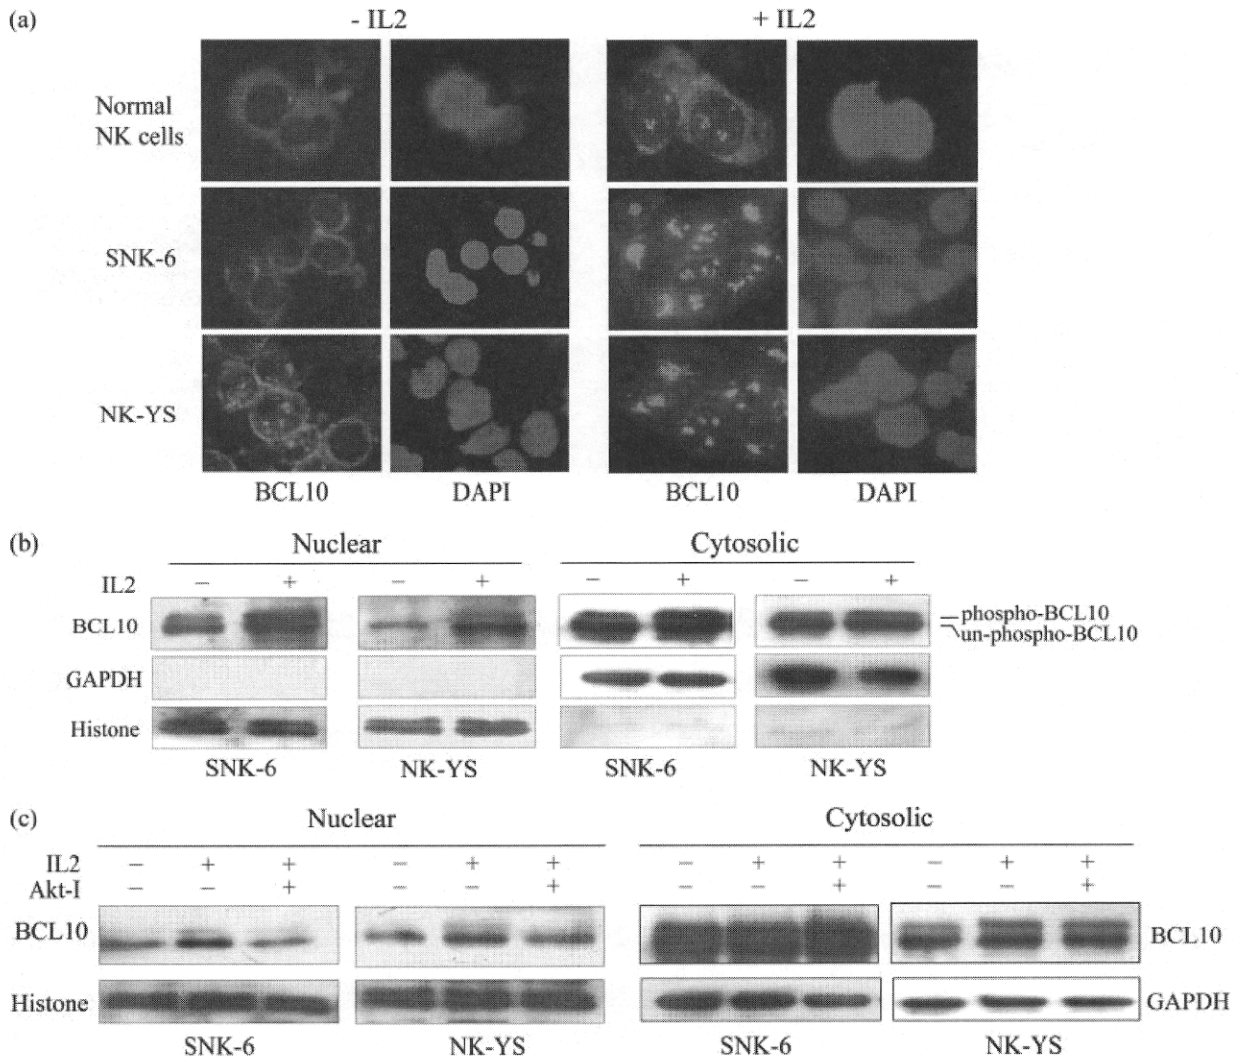 (a)
- IL2 + IL2
Normal
NK cells
SNK-6
NK-YS
BCL10 DAPI BCL10 DAPI
(b)
Nuclear Cytosolic
IL2 − + − + − + − +
BCL10 phospho-BCL10
un-phospho-BCL10
GAPDH
Histone
SNK-6 NK-YS SNK-6 NK-YS
(c)
Nuclear Cytosolic
IL2 − + + − + + − + + − + +
Akt-I − − + − − + − − + − − +
BCL10 BCL10
Histone GAPDH
SNK-6 NK-YS SNK-6 NK-YS